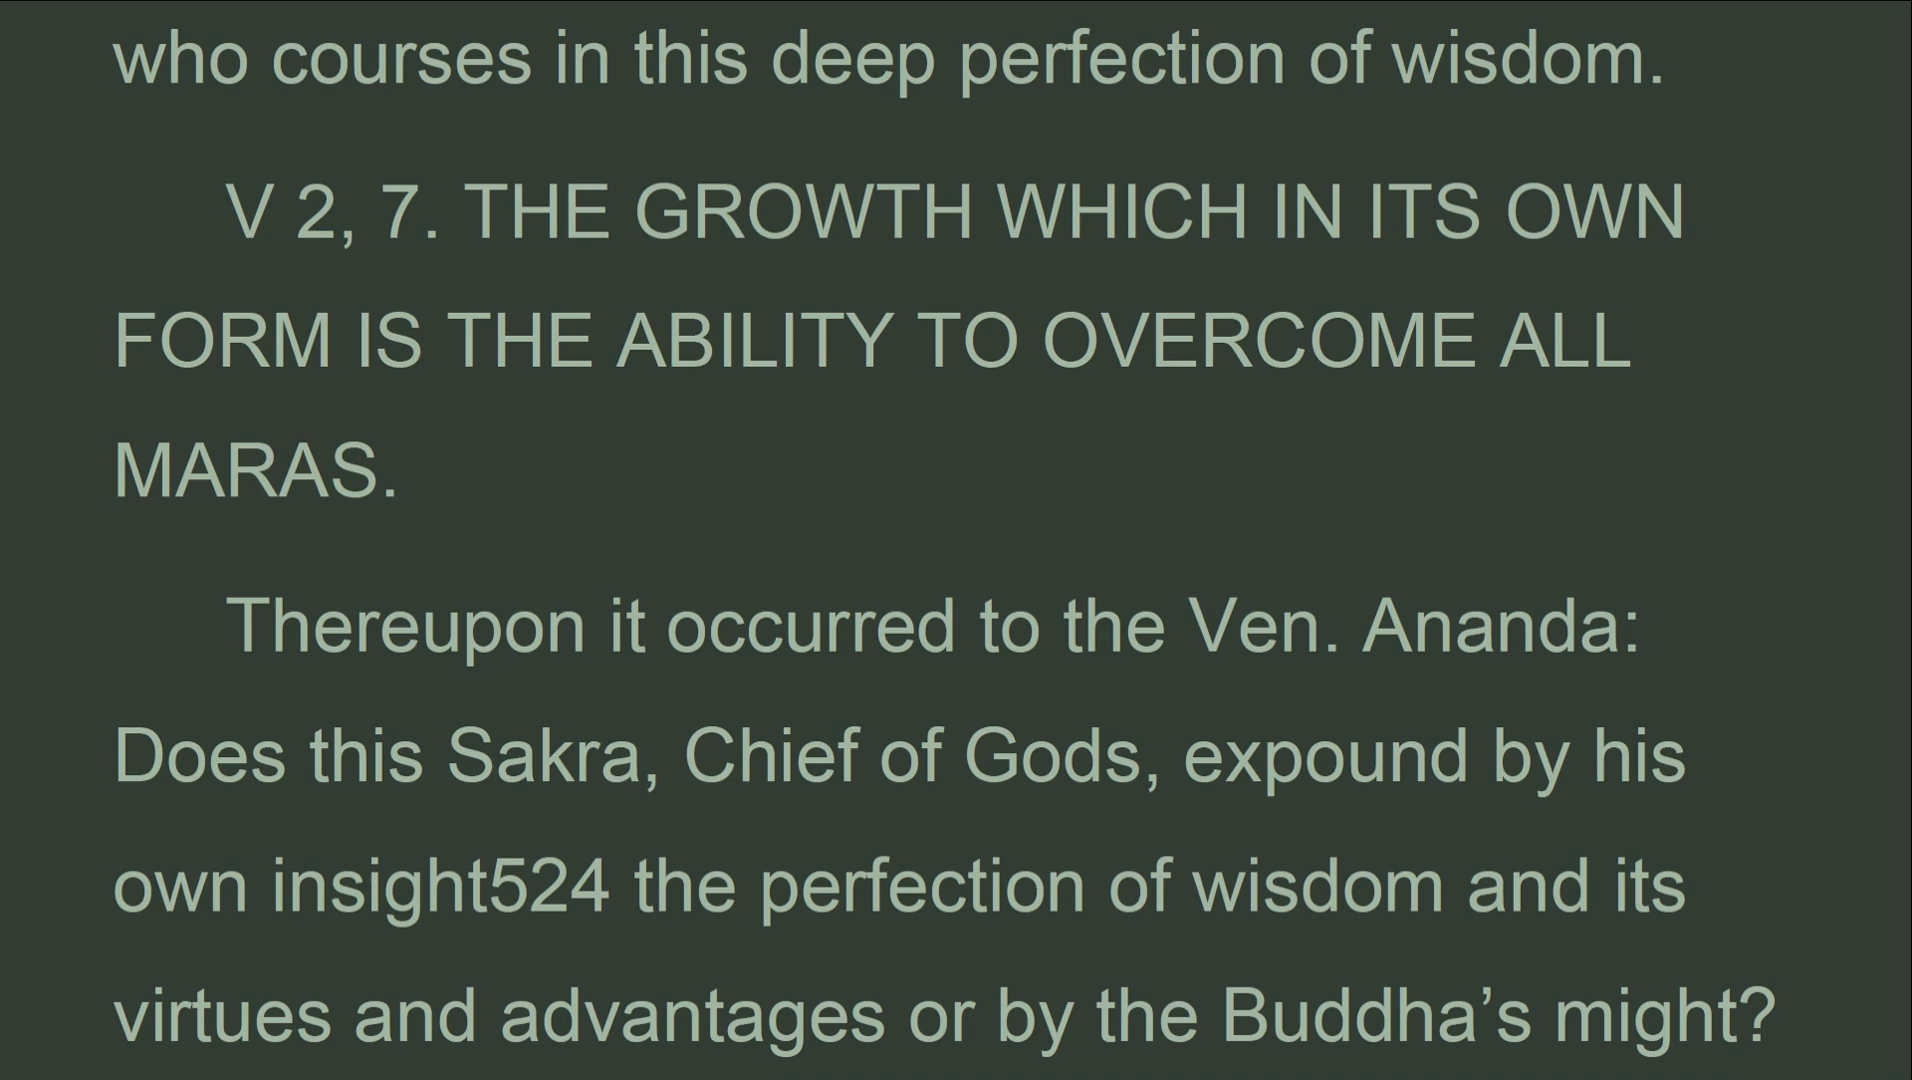 who courses in this deep perfection of wisdom.
V 2, 7. THE GROWTH WHICH IN ITS OWN
FORM IS THE ABILITY TO OVERCOME ALL
MARAS.
Thereupon it occurred to the Ven. Ananda:
Does this Sakra, Chief of Gods, expound by his
own insight524 the perfection of wisdom and its
virtues and advantages or by the Buddha’s might?